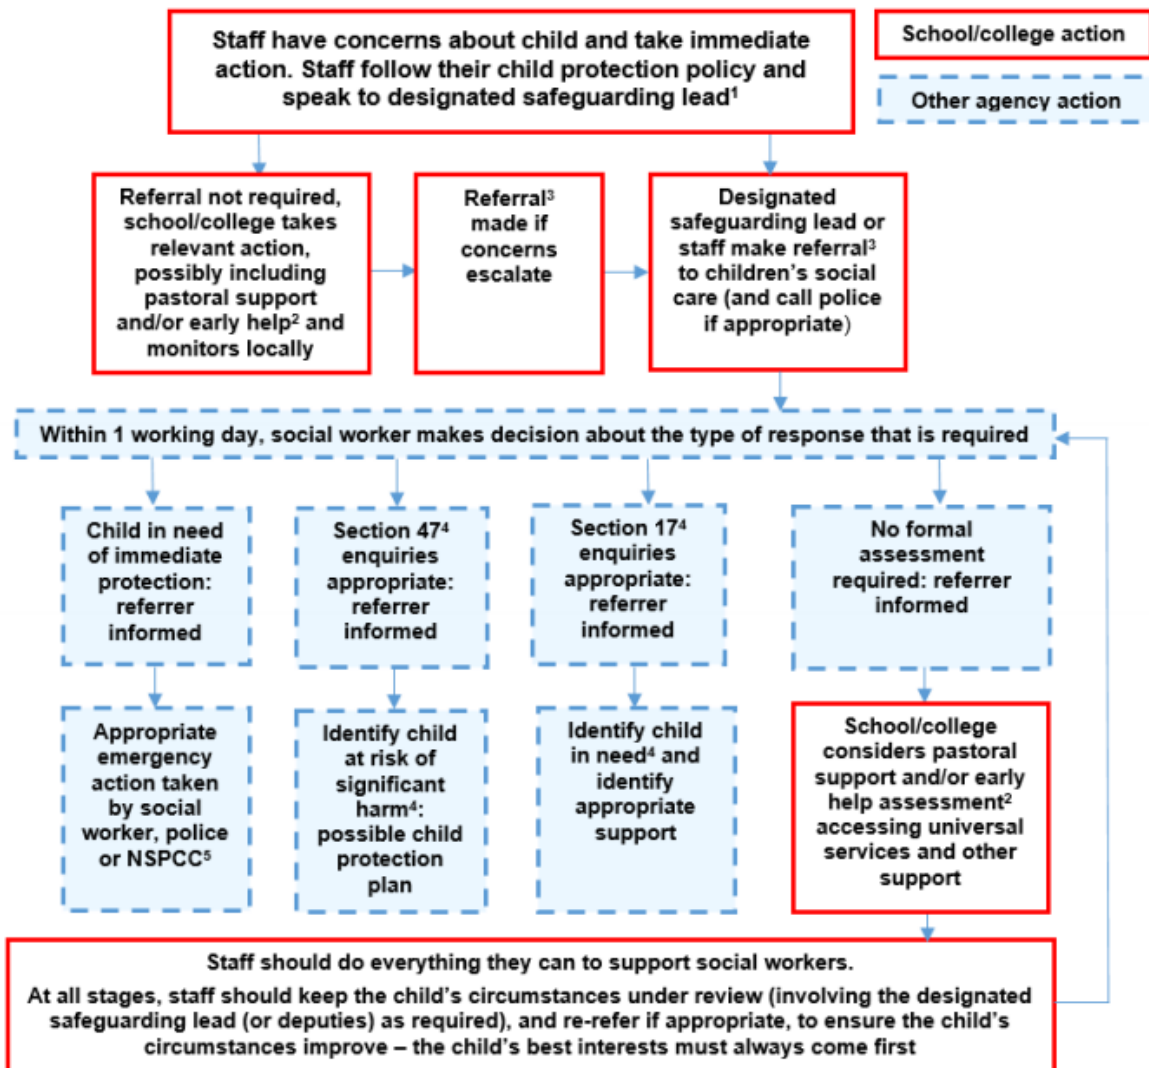 Staff have concerns about child and take immediate
action. Staff follow their child protection policy and
speak to designated safeguarding lead¹
School/college action
Other agency action
Referral not required,
school/college takes
relevant action,
possibly including
pastoral support
and/or early help² and
monitors locally
Referral³
made if
concerns
escalate
Designated
safeguarding lead or
staff make referral³
to children’s social
care (and call police
if appropriate)
Within 1 working day, social worker makes decision about the type of response that is required
Child in need
of immediate
protection:
referrer
informed
Section 47⁴
enquiries
appropriate:
referrer
informed
Section 17⁴
enquiries
appropriate:
referrer
informed
No formal
assessment
required: referrer
informed
Appropriate
emergency
action taken
by social
worker, police
or NSPCC⁵
Identify child
at risk of
significant
harm⁴:
possible child
protection
plan
Identify child
in need⁴ and
identify
appropriate
support
School/college
considers pastoral
support and/or early
help assessment²
accessing universal
services and other
support
Staff should do everything they can to support social workers.
At all stages, staff should keep the child’s circumstances under review (involving the designated
safeguarding lead (or deputies) as required), and re-refer if appropriate, to ensure the child’s
circumstances improve – the child’s best interests must always come first